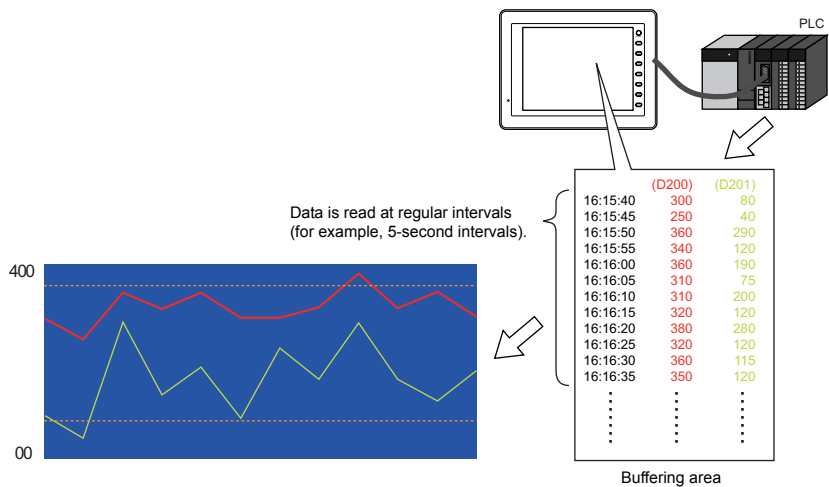 PLC
(D200) (D201)
16:15:40 300 80
16:15:45 250 40
16:15:50 360 290
16:15:55 340 120
16:16:00 360 190
16:16:05 310 75
16:16:10 310 200
16:16:15 320 120
16:16:20 380 280
16:16:25 320 120
16:16:30 360 115
16:16:35 350 120
Data is read at regular intervals
(for example, 5-second intervals).
400
00
Buffering area